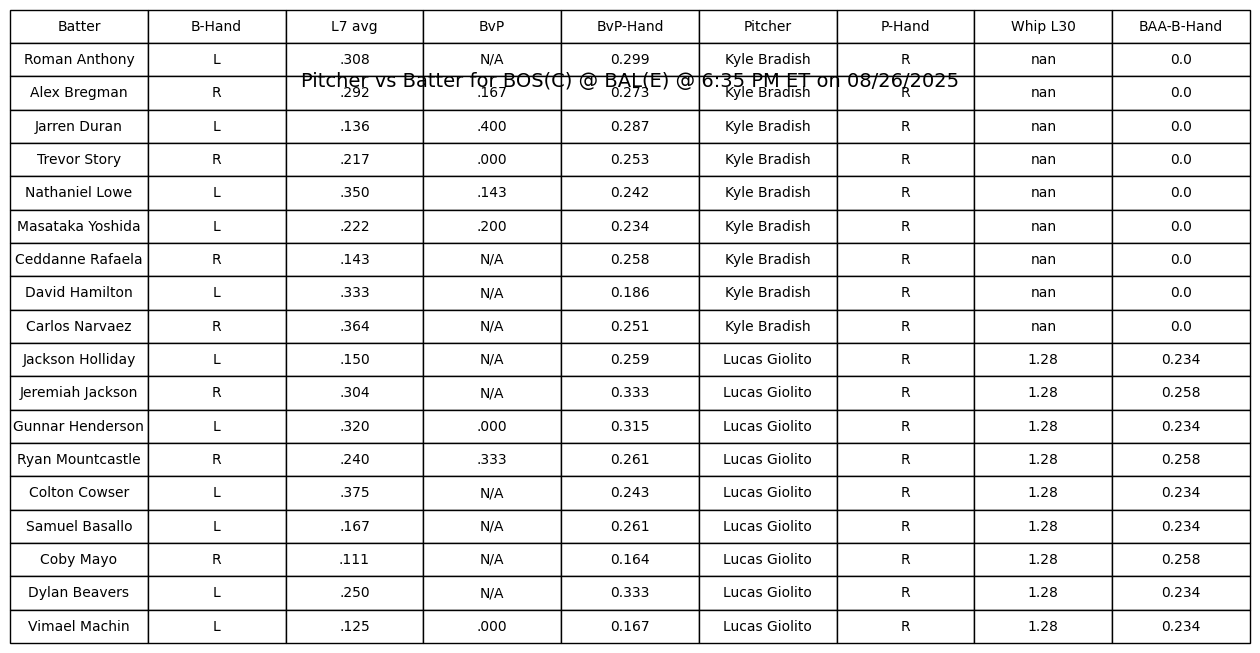 Batter B-Hand L7 avg BvP BvP-Hand Pitcher P-Hand Whip L30 BAA-B-Hand
Roman Anthony L .308 N/A 0.299 Kyle Bradish R nan 0.0
Pitcher vs Batter for BOS(C) @ BAL(E) @ 6:35 PM ET on 08/26/2025
Alex Bregman R .292 .167 0.273 Kyle Bradish R nan 0.0
Jarren Duran L .136 .400 0.287 Kyle Bradish R nan 0.0
Trevor Story R .217 .000 0.253 Kyle Bradish R nan 0.0
Nathaniel Lowe L .350 .143 0.242 Kyle Bradish R nan 0.0
Masataka Yoshida L .222 .200 0.234 Kyle Bradish R nan 0.0
Ceddanne Rafaela R .143 N/A 0.258 Kyle Bradish R nan 0.0
David Hamilton L .333 N/A 0.186 Kyle Bradish R nan 0.0
Carlos Narvaez R .364 N/A 0.251 Kyle Bradish R nan 0.0
Jackson Holliday L .150 N/A 0.259 Lucas Giolito R 1.28 0.234
Jeremiah Jackson R .304 N/A 0.333 Lucas Giolito R 1.28 0.258
Gunnar Henderson L .320 .000 0.315 Lucas Giolito R 1.28 0.234
Ryan Mountcastle R .240 .333 0.261 Lucas Giolito R 1.28 0.258
Colton Cowser L .375 N/A 0.243 Lucas Giolito R 1.28 0.234
Samuel Basallo L .167 N/A 0.261 Lucas Giolito R 1.28 0.234
Coby Mayo R .111 N/A 0.164 Lucas Giolito R 1.28 0.258
Dylan Beavers L .250 N/A 0.333 Lucas Giolito R 1.28 0.234
Vimael Machin L .125 .000 0.167 Lucas Giolito R 1.28 0.234